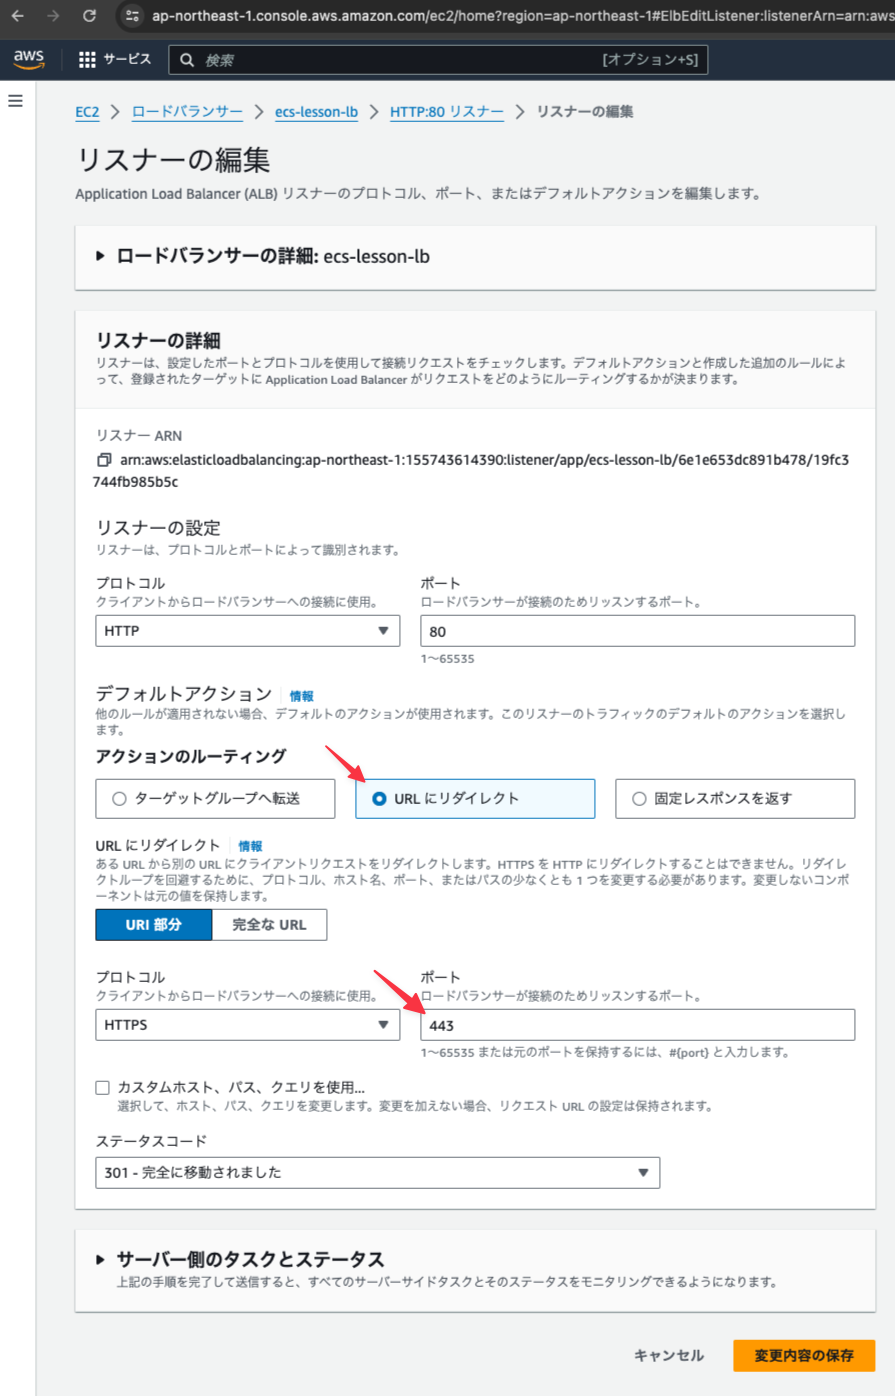 ap-northeast-1.console.aws.amazon.com/ec2/home?region=ap-northeast-1#ElbEditListener:listenerArn=arn:aws
aws
サービス
検索
[オプション+S]
EC2 > ロードバランサー > ecs-lesson-lb > HTTP:80 リスナー > リスナーの編集
リスナーの編集
Application Load Balancer (ALB) リスナーのプロトコル、ポート、またはデフォルトアクションを編集します。
ロードバランサーの詳細: ecs-lesson-lb
リスナーの詳細
リスナーは、設定したポートとプロトコルを使用して接続リクエストをチェックします。デフォルトアクションと作成した追加のルールによ
って、登録されたターゲットに Application Load Balancer がリクエストをどのようにルーティングするかが決まります。
リスナー ARN
arn:aws:elasticloadbalancing:ap-northeast-1:155743614390:listener/app/ecs-lesson-lb/6e1e653dc891b478/19fc3
744fb985b5c
リスナーの設定
リスナーは、プロトコルとポートによって識別されます。
プロトコル
クライアントからロードバランサーへの接続に使用。
HTTP
ポート
ロードバランサーが接続のためリッスンするポート。
80
1～65535
デフォルトアクション 情報
他のルールが適用されない場合、デフォルトのアクションが使用されます。このリスナーのトラフィックのデフォルトのアクションを選択し
ます。
アクションのルーティング
ターゲットグループへ転送
URL にリダイレクト
固定レスポンスを返す
URL にリダイレクト 情報
ある URL から別の URL にクライアントリクエストをリダイレクトします。HTTPS を HTTP にリダイレクトすることはできません。リダイレ
クトループを回避するために、プロトコル、ホスト名、ポート、またはパスの少なくとも 1 つを変更する必要があります。変更しないコンポ
ーネントは元の値を保持します。
URI 部分
完全な URL
プロトコル
クライアントからロードバランサーへの接続に使用。
HTTPS
ポート
ロードバランサーが接続のためリッスンするポート。
443
1～65535 または元のポートを保持するには、#{port} と入力します。
カスタムホスト、パス、クエリを使用...
選択して、ホスト、パス、クエリを変更します。変更を加えない場合、リクエスト URL の設定は保持されます。
ステータスコード
301 - 完全に移動されました
サーバー側のタスクとステータス
上記の手順を完了して送信すると、すべてのサーバーサイドタスクとそのステータスをモニタリングできるようになります。
キャンセル
変更内容の保存